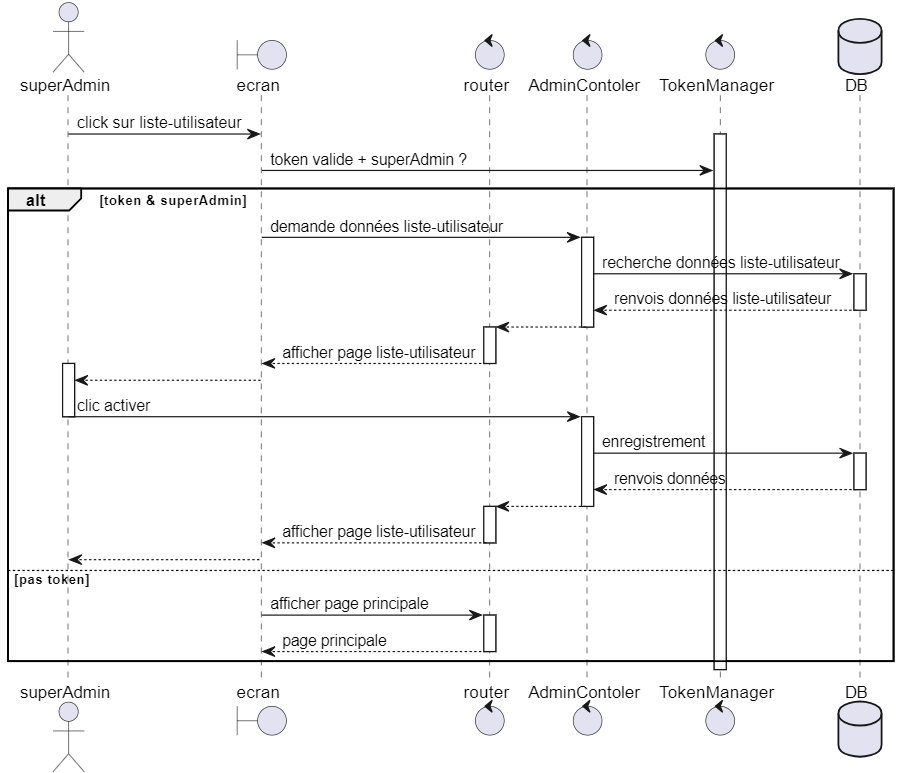 superAdmin ecran router AdminContoler TokenManager DB
click sur liste-utilisateur
token valide + superAdmin ?
alt [token & superAdmin]
demande données liste-utilisateur
recherche données liste-utilisateur
renvois données liste-utilisateur
afficher page liste-utilisateur
clic activer
enregistrement
renvois données
afficher page liste-utilisateur
[pas token]
afficher page principale
page principale
superAdmin ecran router AdminContoler TokenManager DB